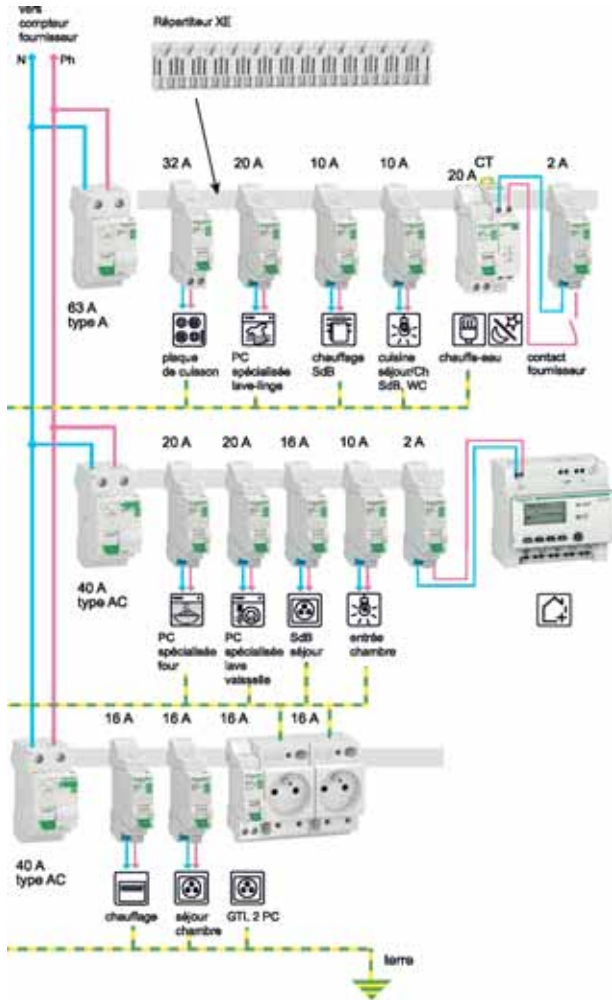 vers
compteur
fournisseur
Répartiteur XE
N
Ph
32 A
20 A
10 A
10 A
20 A
CT
2 A
63 A
type A
plaque
de cuisson
PC
spécialisée
lave-linge
chauffage
SdB
cuisine
séjour/Ch
SdB, WC
chauffe-eau
contact
fournisseur
20 A
20 A
16 A
10 A
2 A
40 A
type AC
PC
spécialisée
four
PC
spécialisée
lave
vaisselle
SdB
séjour
entrée
chambre
16 A
16 A
16 A
16 A
40 A
type AC
chauffage
séjour
chambre
GTL 2 PC
terre